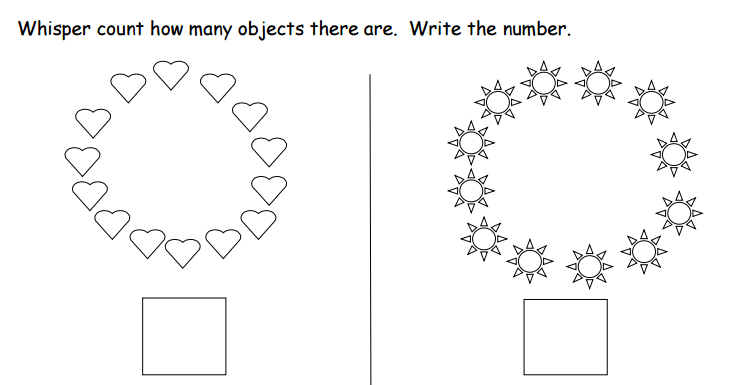 Whisper count how many objects there are.  Write the number.